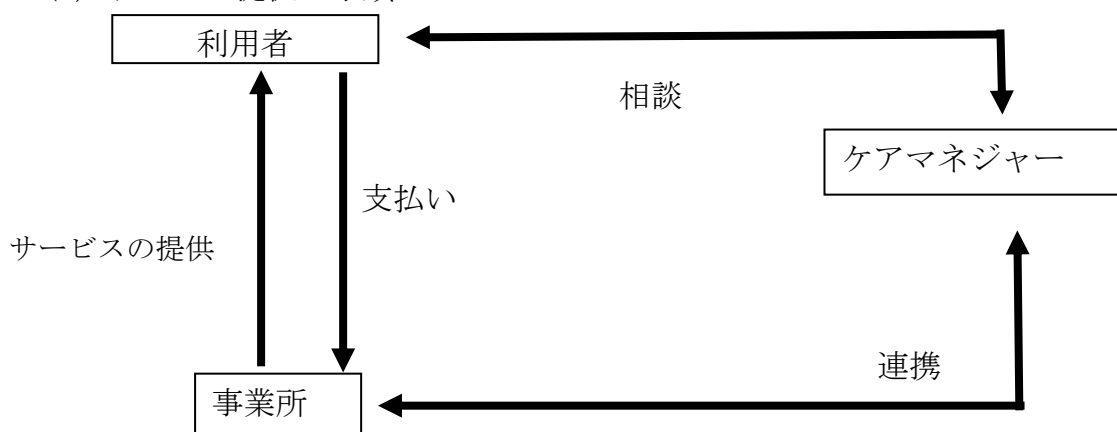 利用者
相談
ケアマネジャー
支払い
サービスの提供
連携
事業所